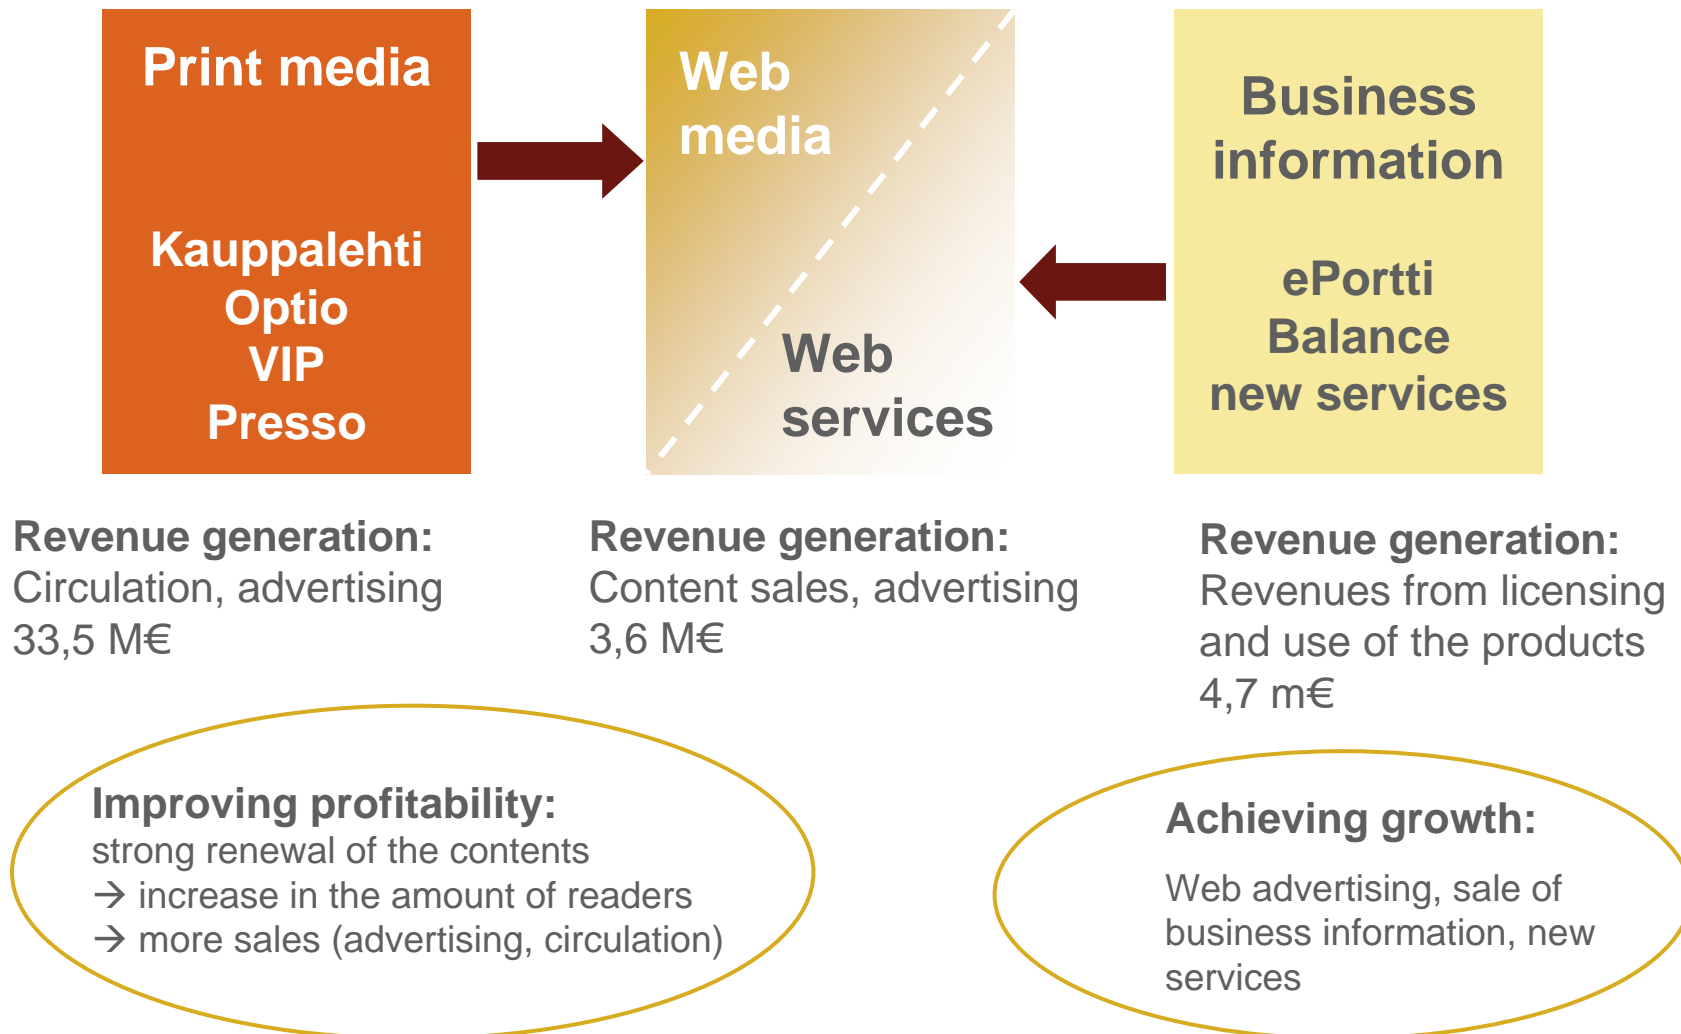 Print media
Kauppalehti
Optio
VIP
Presso
Web
media
Web
services
Business
information
ePortti
Balance
new services
Revenue generation:
Circulation, advertising
33,5 M€
Revenue generation:
Content sales, advertising
3,6 M€
Revenue generation:
Revenues from licensing
and use of the products
4,7 m€
Improving profitability:
strong renewal of the contents
→ increase in the amount of readers
→ more sales (advertising, circulation)
Achieving growth:
Web advertising, sale of
business information, new
services